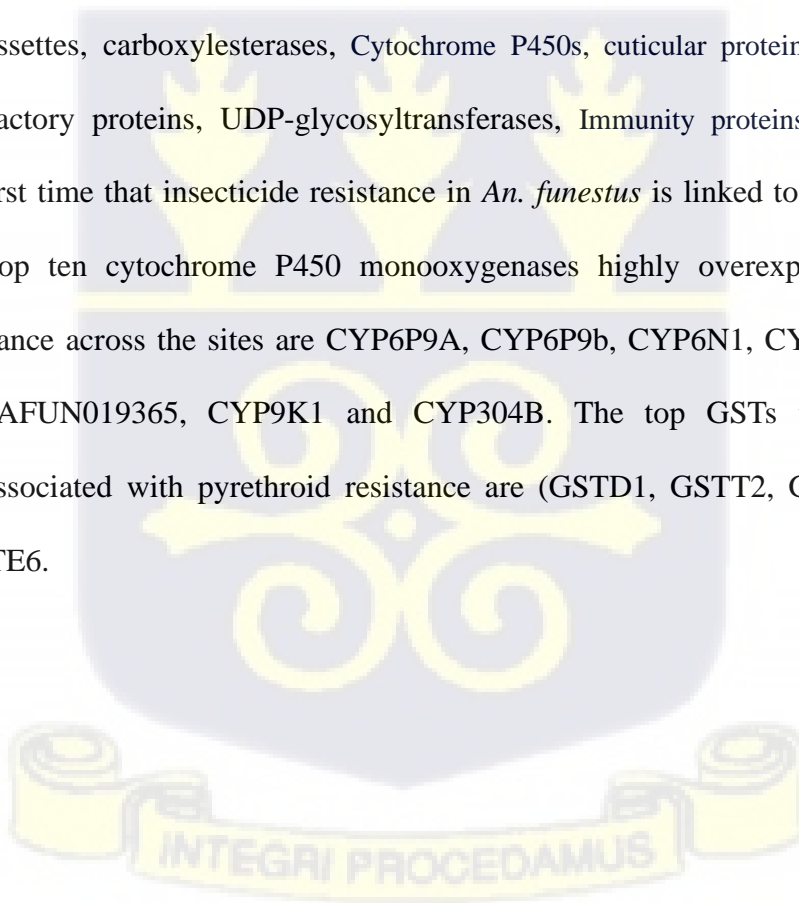 ssettes, carboxylesterases, Cytochrome P450s, cuticular protein
actory proteins, UDP-glycosyltransferases, Immunity proteins
rst time that insecticide resistance in An. funestus is linked to
op ten cytochrome P450 monooxygenases highly overexp
ance across the sites are CYP6P9A, CYP6P9b, CYP6N1, CY
AFUN019365, CYP9K1 and CYP304B. The top GSTs
ssociated with pyrethroid resistance are (GSTD1, GSTT2, G
TE6.
INTEGRI PROCEDAMUS